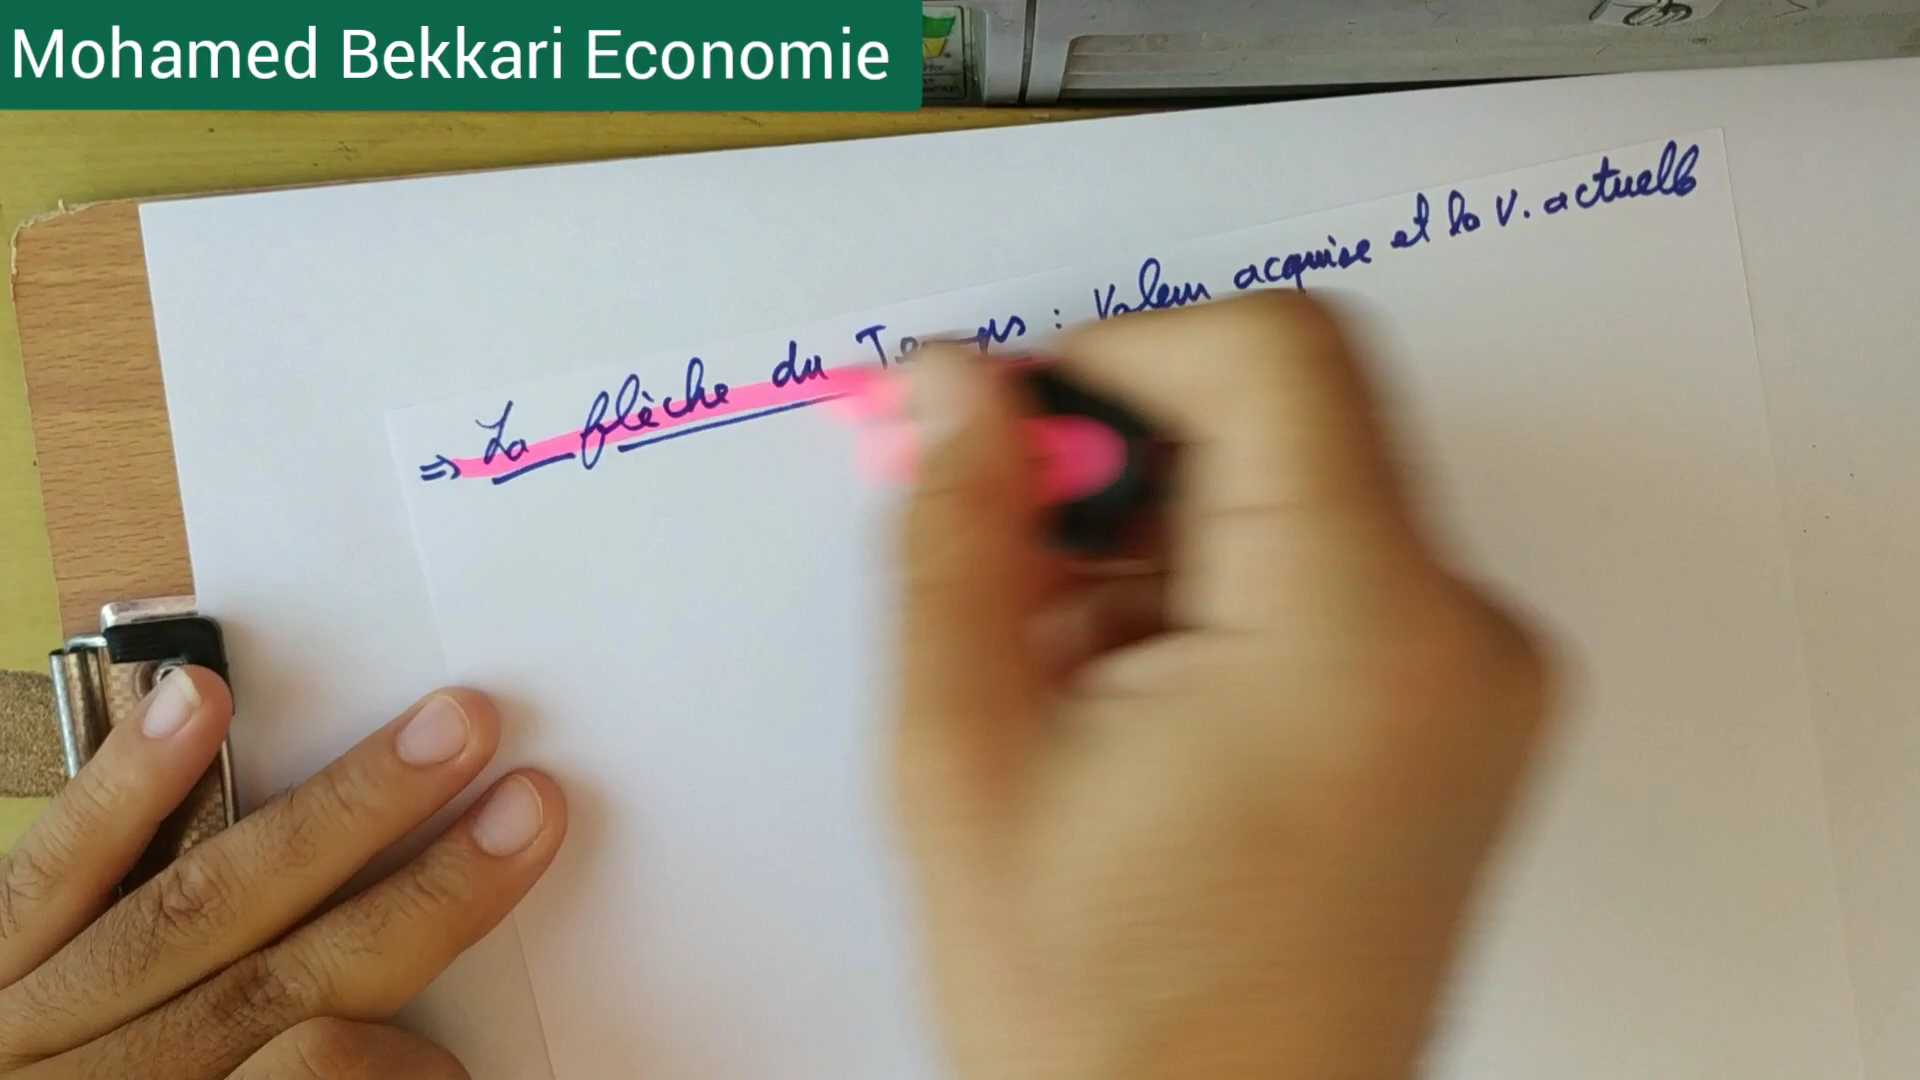 Mohamed Bekkari Economie
⇒ La flèche du Temps : Valeur acquise et la V. actuelle